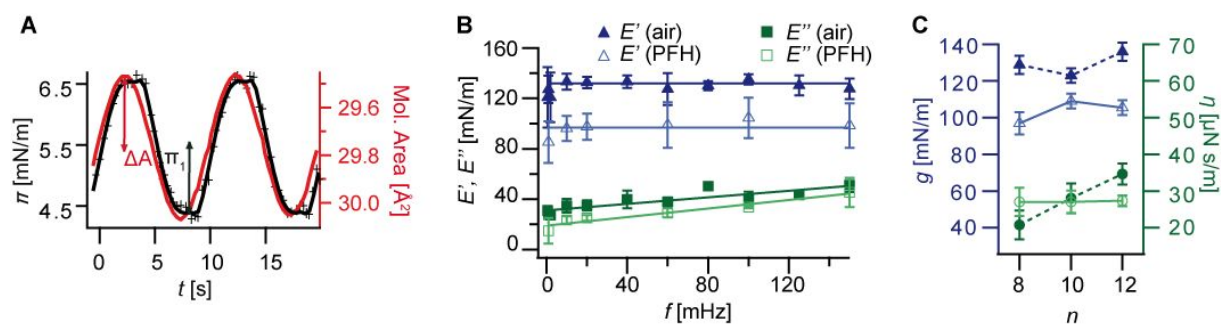 A
π [mN/m]
6.5
5.5
4.5
ΔA
π₁
29.6
29.8
30.0
Mol. Area [Å²]
0 5 10 15
t [s]
B
E' (air) E'' (air)
E' (PFH) E'' (PFH)
E', E'' [mN/m]
160
120
80
40
0
0 40 80 120
f [mHz]
C
g [mN/m]
140
120
100
80
60
40
70
60
50
40
30
20
η [µN s/m]
8 10 12
n